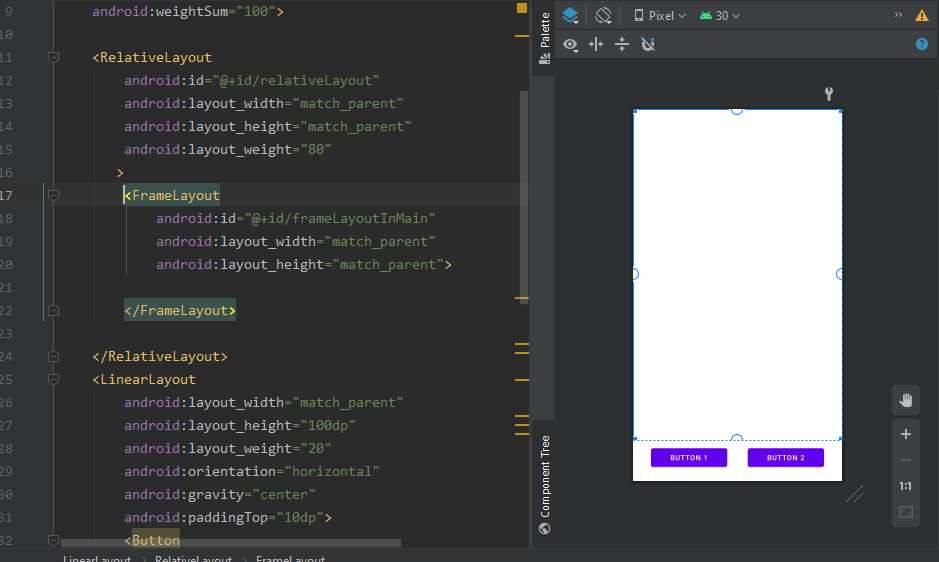 9 android:weightSum="100">
10
11 <RelativeLayout
12 android:id="@+id/relativeLayout"
13 android:layout_width="match_parent"
14 android:layout_height="match_parent"
15 android:layout_weight="80"
16 >
17 <FrameLayout
18 android:id="@+id/frameLayoutInMain"
19 android:layout_width="match_parent"
20 android:layout_height="match_parent">
21
22 </FrameLayout>
23
24 </RelativeLayout>
25 <LinearLayout
26 android:layout_width="match_parent"
27 android:layout_height="100dp"
28 android:layout_weight="20"
29 android:orientation="horizontal"
30 android:gravity="center"
31 android:paddingTop="10dp">
32 <Button
LinearLayout > RelativeLayout > FrameLayout
Palette
Component Tree
Pixel 30 »
?
BUTTON 1 BUTTON 2
1:1